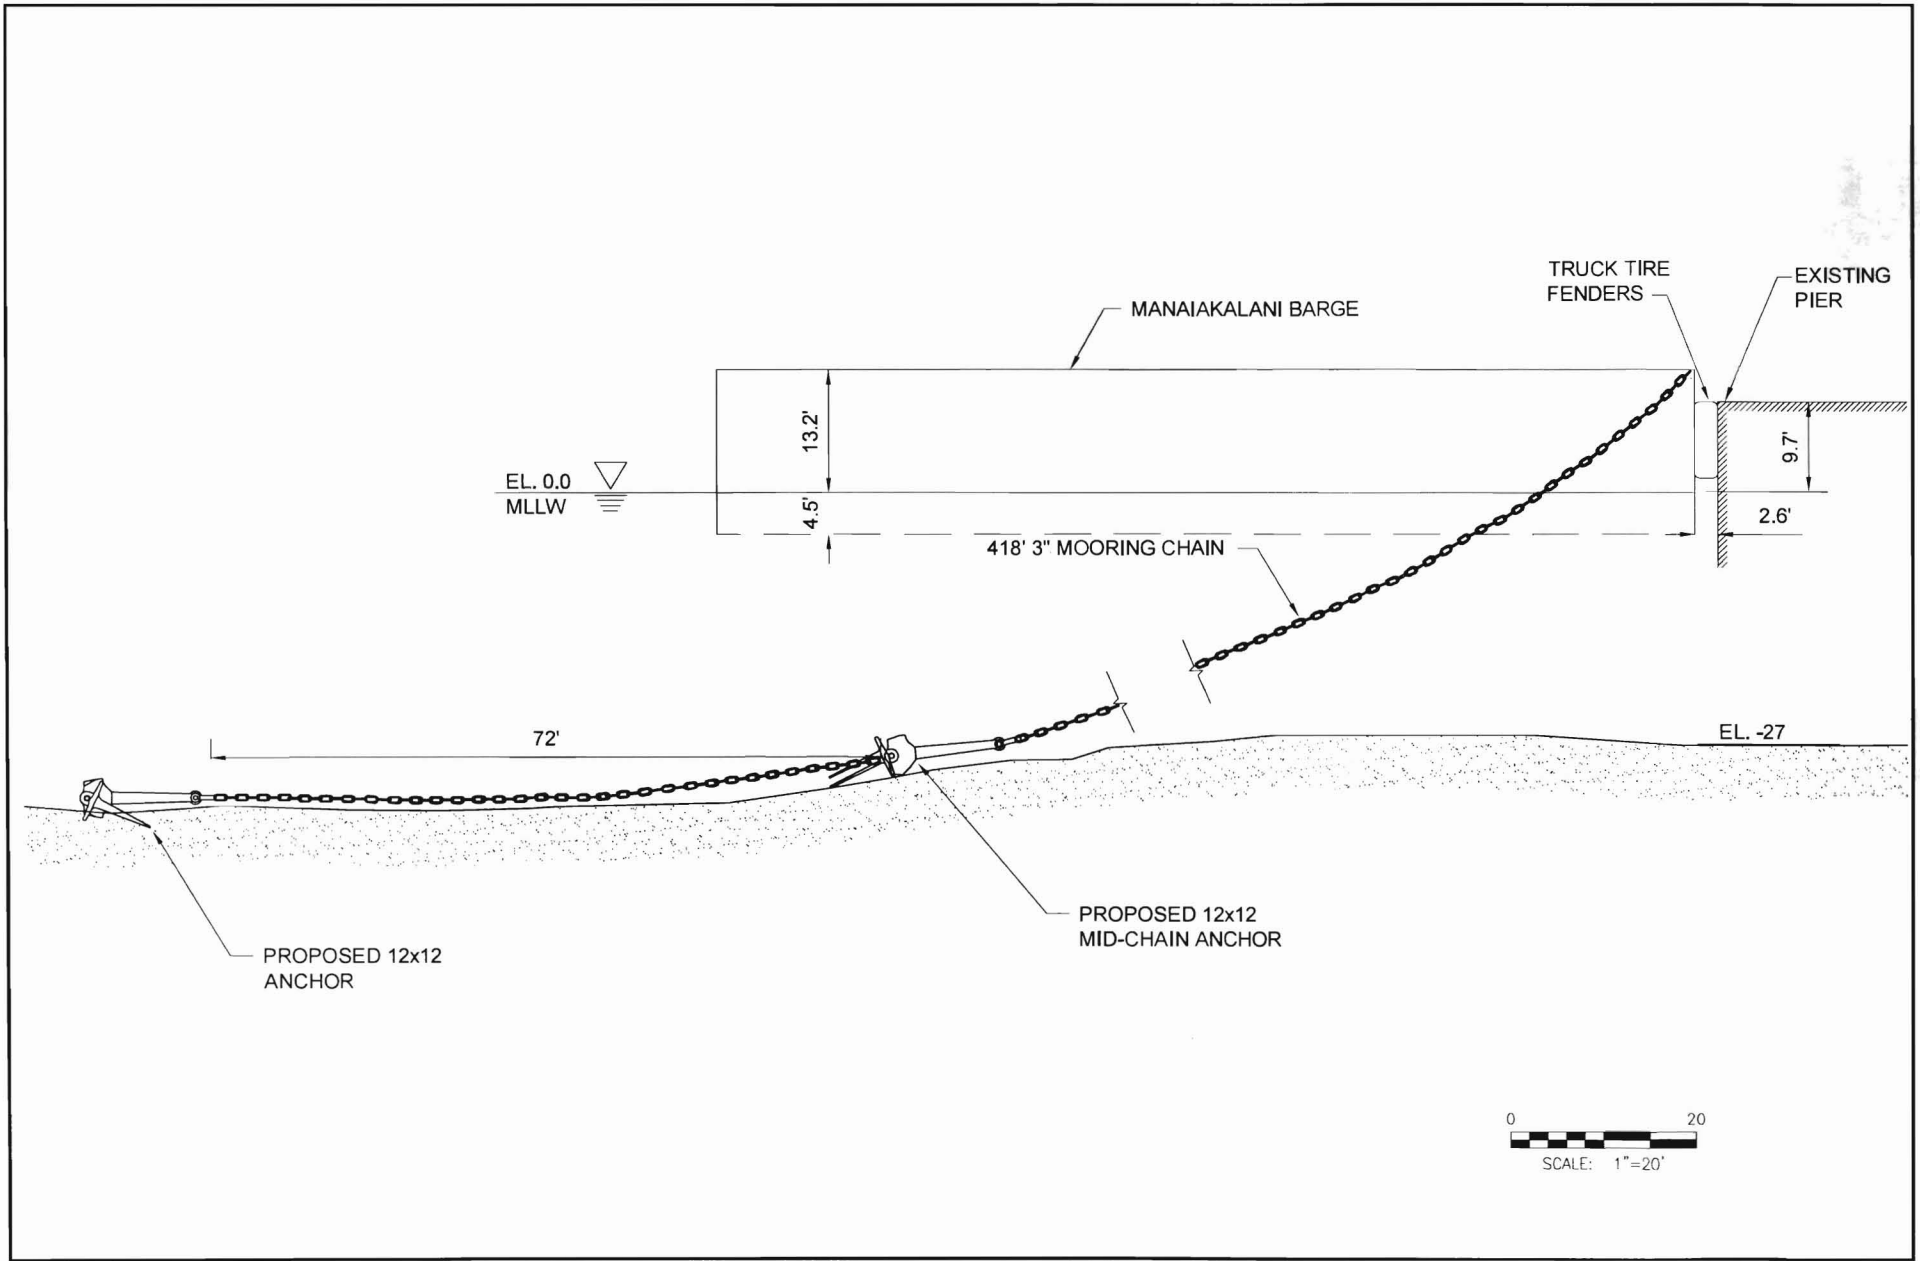 TRUCK TIRE
FENDERS
EXISTING
PIER
MANAIAKALANI BARGE
13.2'
9.7'
EL. 0.0
MLLW
4.5'
2.6'
418' 3" MOORING CHAIN
EL. -27
72'
PROPOSED 12x12
MID-CHAIN ANCHOR
PROPOSED 12x12
ANCHOR
0 20
SCALE: 1"=20'